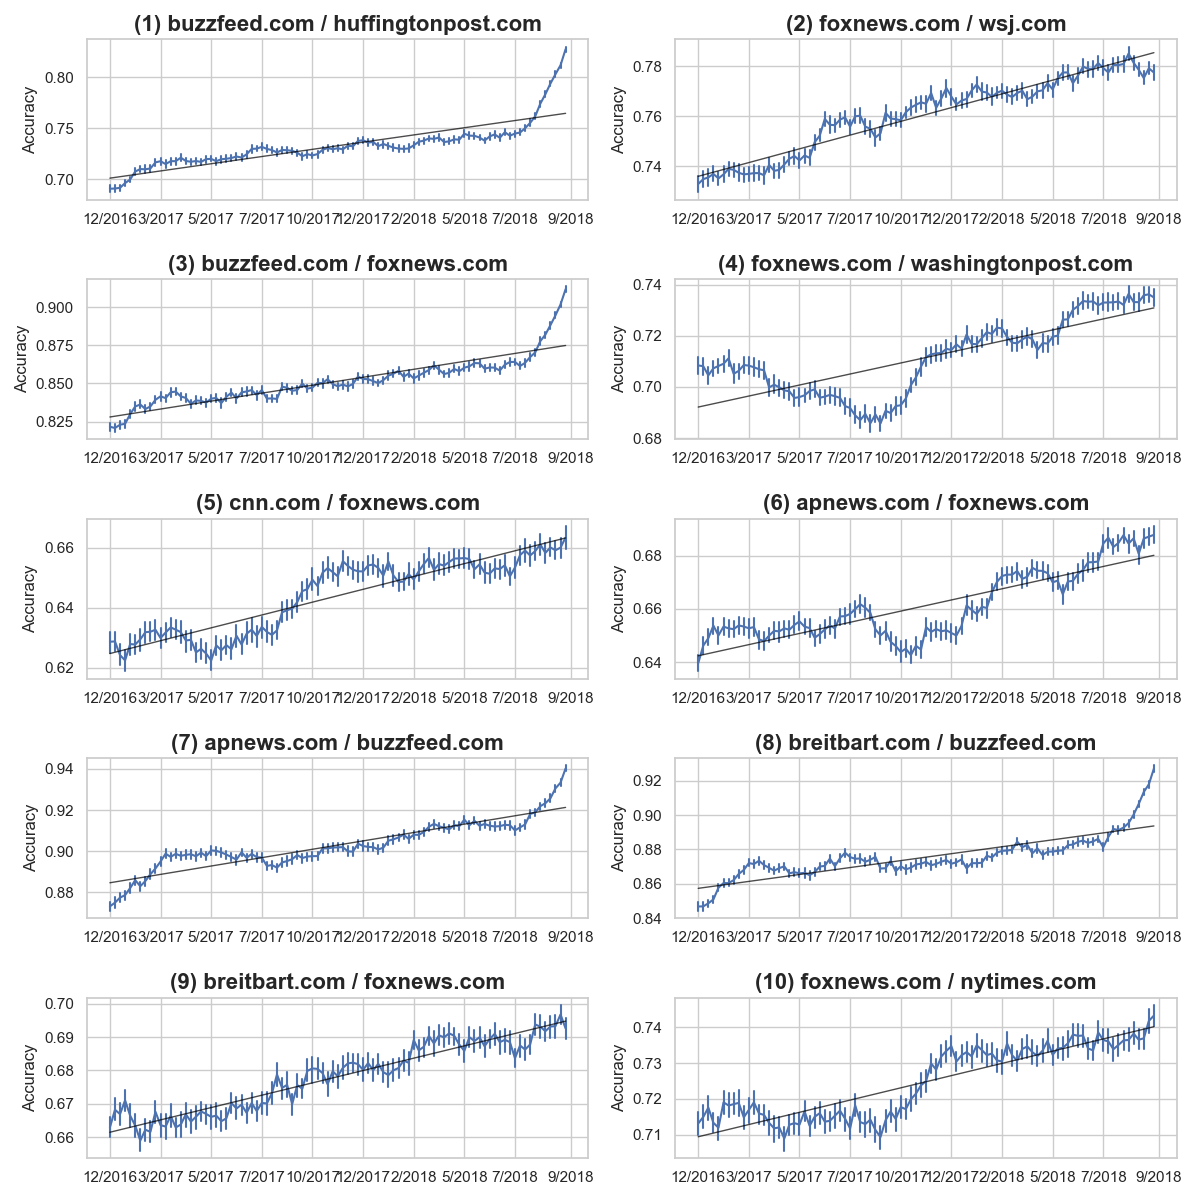 (1) buzzfeed.com / huffingtonpost.com
Accuracy
0.80
0.75
0.70
12/2016 3/2017 5/2017 7/2017 10/2017 12/2017 2/2018 5/2018 7/2018 9/2018
(2) foxnews.com / wsj.com
Accuracy
0.78
0.76
0.74
12/2016 3/2017 5/2017 7/2017 10/2017 12/2017 2/2018 5/2018 7/2018 9/2018
(3) buzzfeed.com / foxnews.com
Accuracy
0.900
0.875
0.850
0.825
12/2016 3/2017 5/2017 7/2017 10/2017 12/2017 2/2018 5/2018 7/2018 9/2018
(4) foxnews.com / washingtonpost.com
Accuracy
0.74
0.72
0.70
0.68
12/2016 3/2017 5/2017 7/2017 10/2017 12/2017 2/2018 5/2018 7/2018 9/2018
(5) cnn.com / foxnews.com
Accuracy
0.66
0.64
0.62
12/2016 3/2017 5/2017 7/2017 10/2017 12/2017 2/2018 5/2018 7/2018 9/2018
(6) apnews.com / foxnews.com
Accuracy
0.68
0.66
0.64
12/2016 3/2017 5/2017 7/2017 10/2017 12/2017 2/2018 5/2018 7/2018 9/2018
(7) apnews.com / buzzfeed.com
Accuracy
0.94
0.92
0.90
0.88
12/2016 3/2017 5/2017 7/2017 10/2017 12/2017 2/2018 5/2018 7/2018 9/2018
(8) breitbart.com / buzzfeed.com
Accuracy
0.92
0.90
0.88
0.86
0.84
12/2016 3/2017 5/2017 7/2017 10/2017 12/2017 2/2018 5/2018 7/2018 9/2018
(9) breitbart.com / foxnews.com
Accuracy
0.70
0.69
0.68
0.67
0.66
12/2016 3/2017 5/2017 7/2017 10/2017 12/2017 2/2018 5/2018 7/2018 9/2018
(10) foxnews.com / nytimes.com
Accuracy
0.74
0.73
0.72
0.71
12/2016 3/2017 5/2017 7/2017 10/2017 12/2017 2/2018 5/2018 7/2018 9/2018